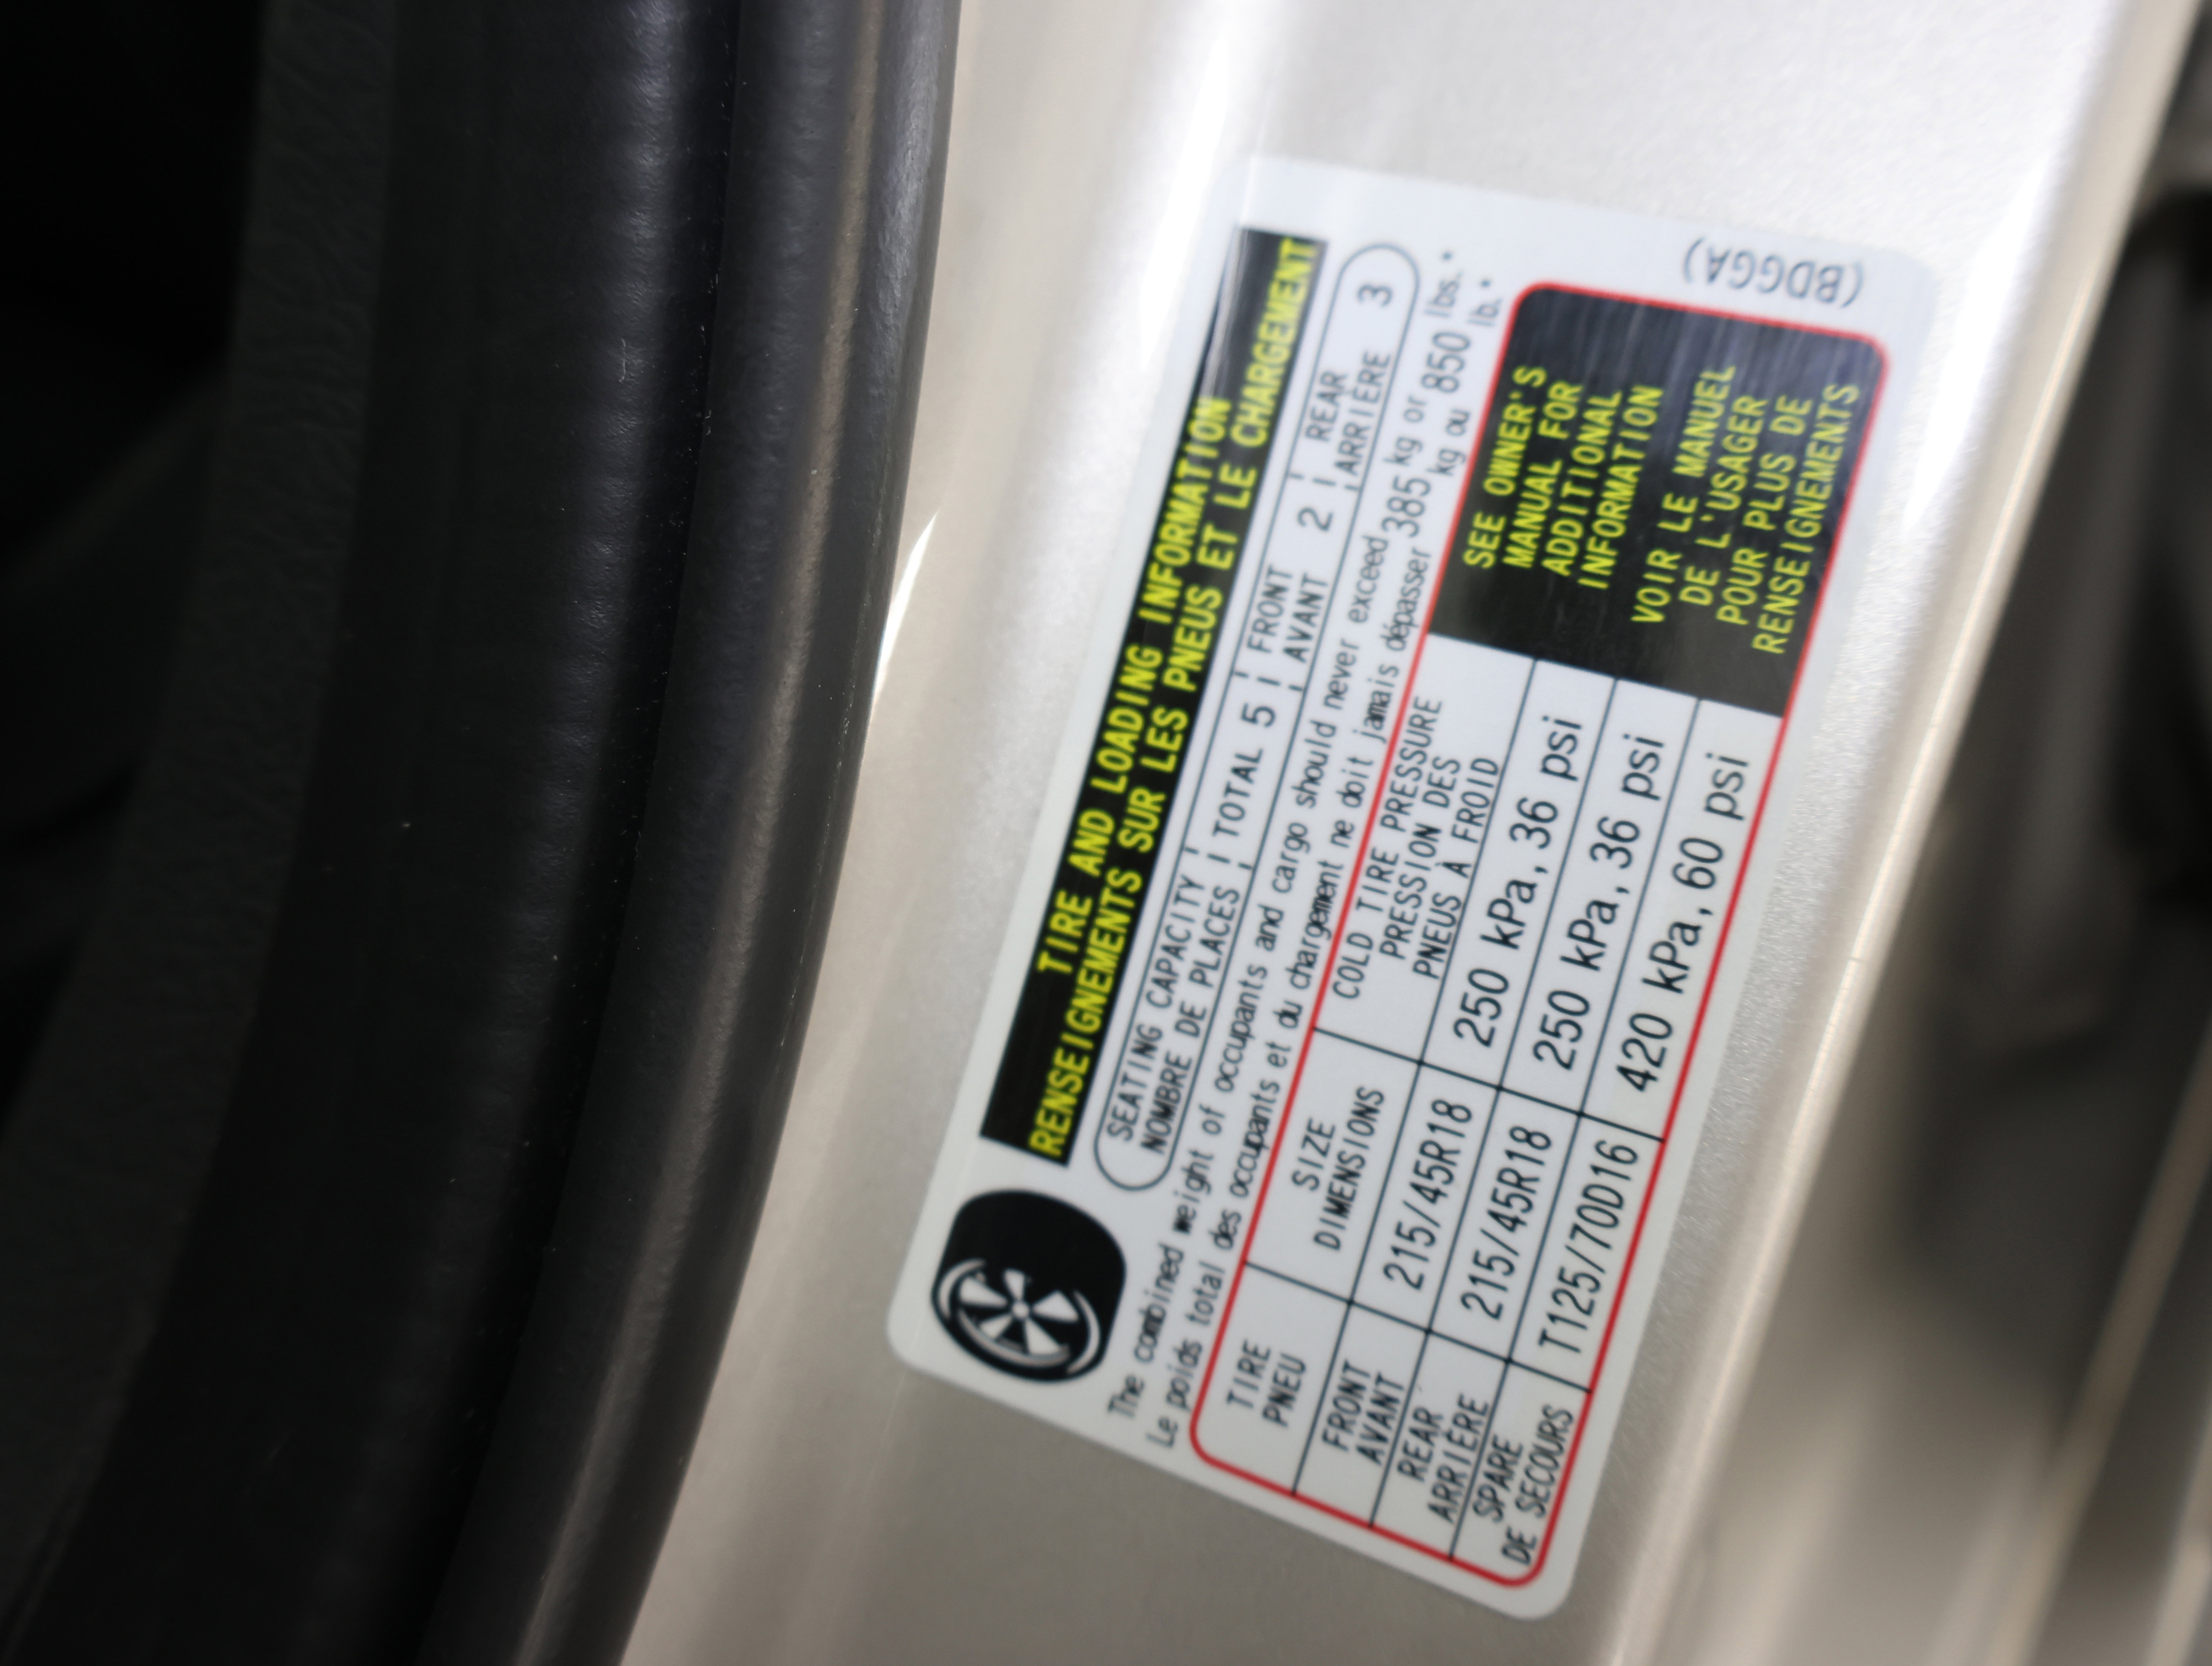 TIRE AND LOADING INFORMATION
RENSEIGNEMENTS SUR LES PNEUS ET LE CHARGEMENT
SEATING CAPACITY TOTAL 5 FRONT 2 REAR 3
NOMBRE DE PLACES AVANT ARRIÈRE
The combined weight of occupants and cargo should never exceed 385 kg or 850 lbs.*
Le poids total des occupants et du chargement ne doit jamais dépasser kg ou lb.*
TIRE SIZE COLD TIRE PRESSURE
PNEU DIMENSIONS PRESSION DES
PNEUS À FROID
FRONT 215/45R18 250 kPa, 36 psi
AVANT
REAR 215/45R18 250 kPa, 36 psi
ARRIÈRE
SPARE T125/70D16 420 kPa, 60 psi
DE SECOURS
SEE OWNER'S
MANUAL FOR
ADDITIONAL
INFORMATION
VOIR LE MANUEL
DE L'USAGER
POUR PLUS DE
RENSEIGNEMENTS
(BDGGA)